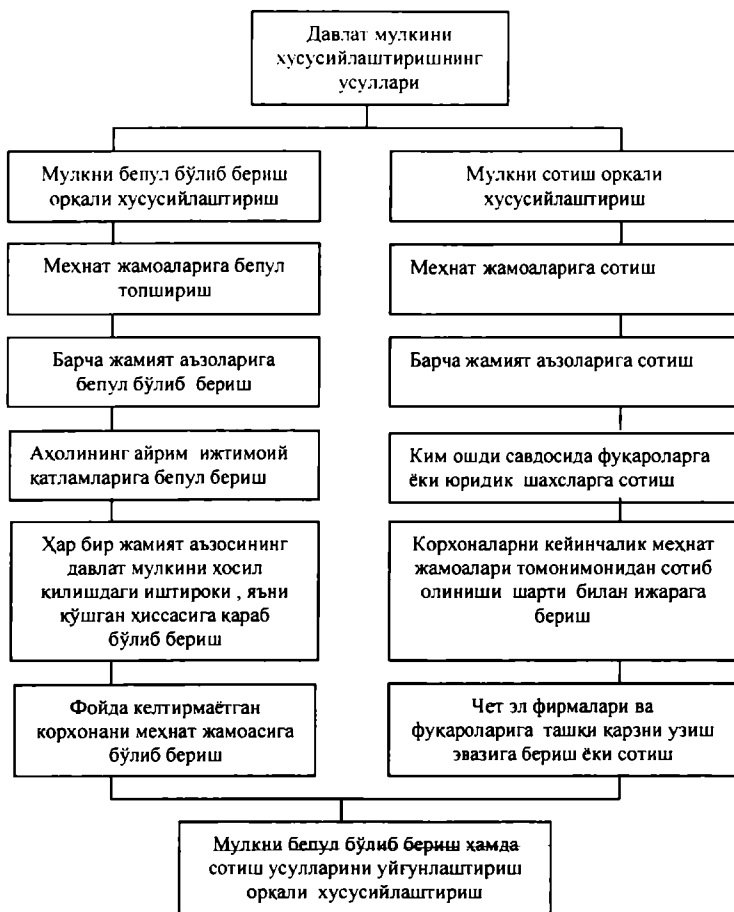 Давлат мулкини
хусусийлаштиришнинг
усуллари
Мулкни бепул бўлиб бериш
орқали хусусийлаштириш
Меҳнат жамоаларига бепул
топшириш
Барча жамият аъзоларига
бепул бўлиб бериш
Аҳолининг айрим ижтимоий
қатламларига бепул бериш
Ҳар бир жамият аъзосининг
давлат мулкини ҳосил
қилишдаги иштироки , яъни
қўшган ҳиссасига қараб
бўлиб бериш
Фойда келтирмаётган
корхонани меҳнат жамоасига
бўлиб бериш
Мулкни сотиш орқали
хусусийлаштириш
Меҳнат жамоаларига сотиш
Барча жамият аъзоларига сотиш
Ким ошди савдосида фуқароларга
ёки юридик шахсларга сотиш
Корхоналарни кейинчалик меҳнат
жамоалари томонимонидан сотиб
олиниши шарти билан ижарага
бериш
Чет эл фирмалари ва
фуқароларига ташқи қарзни узиш
эвазига бериш ёки сотиш
Мулкни бепул бўлиб бериш ҳамда
сотиш усулларини уйғунлаштириш
орқали хусусийлаштириш